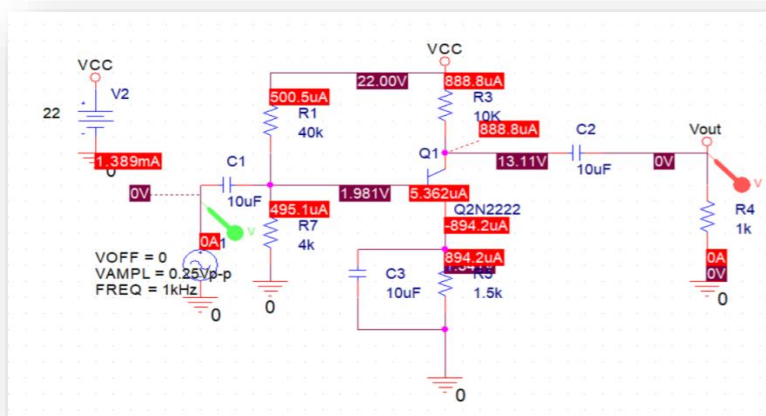 VCC
VCC
22.00V
888.8uA
V2
22
500.5uA
R1
40k
R3
10K
888.8uA
C2
Vout
1.389mA
0
C1
Q1
13.11V
0V
0V
10uF
1.981V
5.362uA
10uF
495.1uA
R7
4k
Q2N2222
R4
1k
0A
-894.2uA
VOFF = 0
VAMPL = 0.25Vp-p
FREQ = 1kHz
894.2uA
C3
10uF
1.5k
0A
0V
0
0
0
0